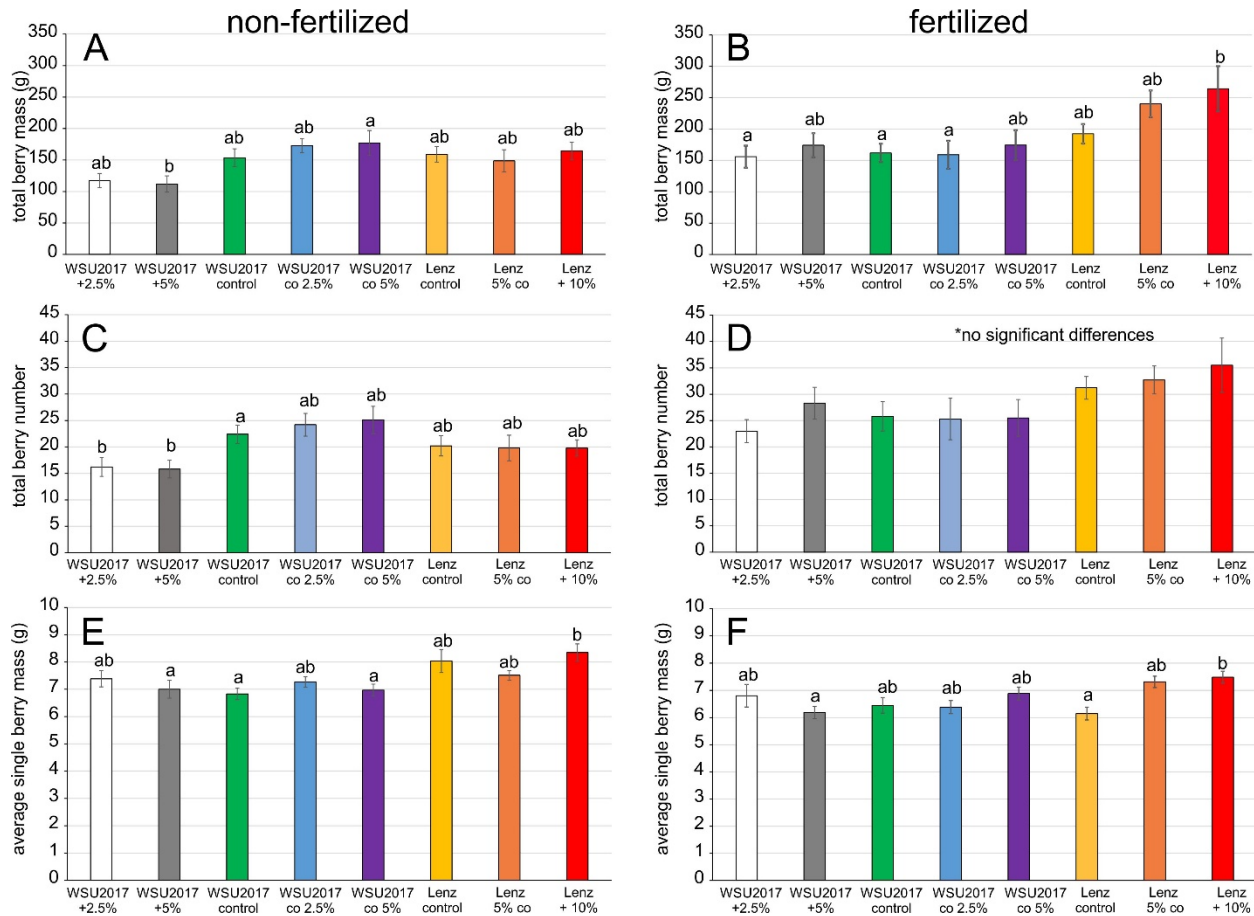 non-fertilized
fertilized
A
total berry mass (g)
350
300
250
200
150
100
50
0
ab b ab ab a ab ab ab
WSU2017 WSU2017 WSU2017 WSU2017 WSU2017 Lenz Lenz Lenz
+2.5% +5% control co 2.5% co 5% control 5% co + 10%
B
total berry mass (g)
350
300
250
200
150
100
50
0
a ab a a ab ab ab b
WSU2017 WSU2017 WSU2017 WSU2017 WSU2017 Lenz Lenz Lenz
+2.5% +5% control co 2.5% co 5% control 5% co + 10%
C
total berry number
45
40
35
30
25
20
15
10
5
0
b b a ab ab ab ab ab
WSU2017 WSU2017 WSU2017 WSU2017 WSU2017 Lenz Lenz Lenz
+2.5% +5% control co 2.5% co 5% control 5% co + 10%
D
*no significant differences
total berry number
45
40
35
30
25
20
15
10
5
0
WSU2017 WSU2017 WSU2017 WSU2017 WSU2017 Lenz Lenz Lenz
+2.5% +5% control co 2.5% co 5% control 5% co + 10%
E
average single berry mass (g)
10
9
8
7
6
5
4
3
2
1
0
ab a a ab a ab ab b
WSU2017 WSU2017 WSU2017 WSU2017 WSU2017 Lenz Lenz Lenz
+2.5% +5% control co 2.5% co 5% control 5% co + 10%
F
average single berry mass (g)
10
9
8
7
6
5
4
3
2
1
0
ab a ab ab ab a ab b
WSU2017 WSU2017 WSU2017 WSU2017 WSU2017 Lenz Lenz Lenz
+2.5% +5% control co 2.5% co 5% control 5% co + 10%